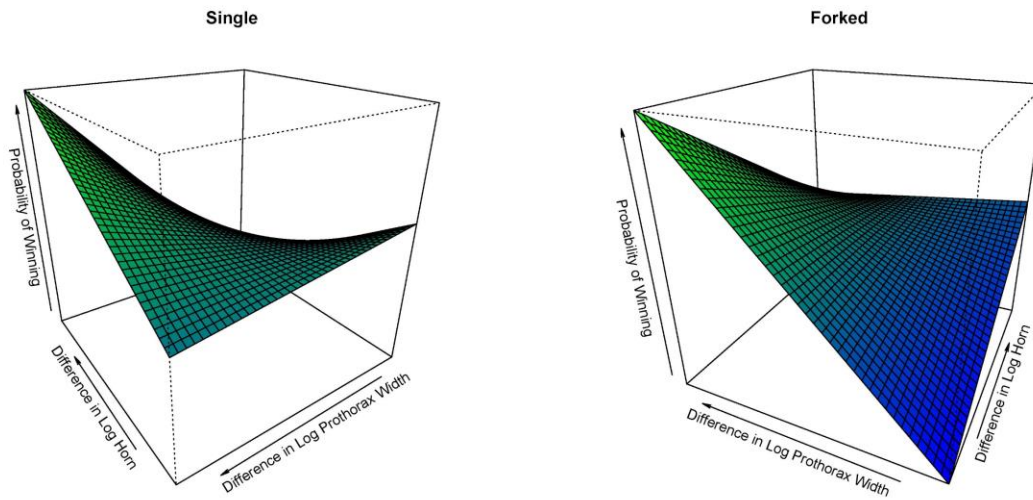 Single
Forked
Probability of Winning
Difference in Log Horn
Difference in Log Prothorax Width
Probability of Winning
Difference in Log Prothorax Width
Difference in Log Horn